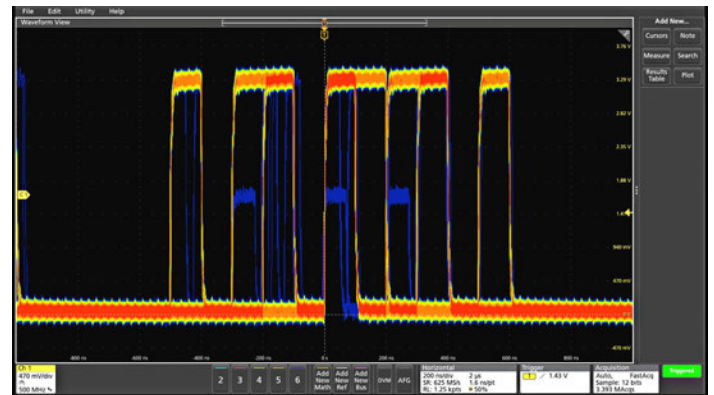 File Edit Utility Help
Waveform View
Add New...
Cursors Note
Measure Search
Results Table Plot
3.76 V
3.29 V
2.82 V
2.35 V
1.88 V
1.41 V
940 mV
470 mV
-470 mV
C1
-800 ns -600 ns -400 ns -200 ns 0 s 200 ns 400 ns 600 ns 800 ns
Ch 1
470 mV/div
500 MHz
2 3 4 5 6
Add New Math
Add New Ref
Add New Bus
DVM AFG
Horizontal
200 ns/div 2 µs
SR: 625 MS/s 1.6 ns/pt
RL: 1.25 kpts 50%
Trigger
1 1.43 V
Acquisition
Auto, FastAcq
Sample: 12 bits
3.393 MAcqs
Triggered